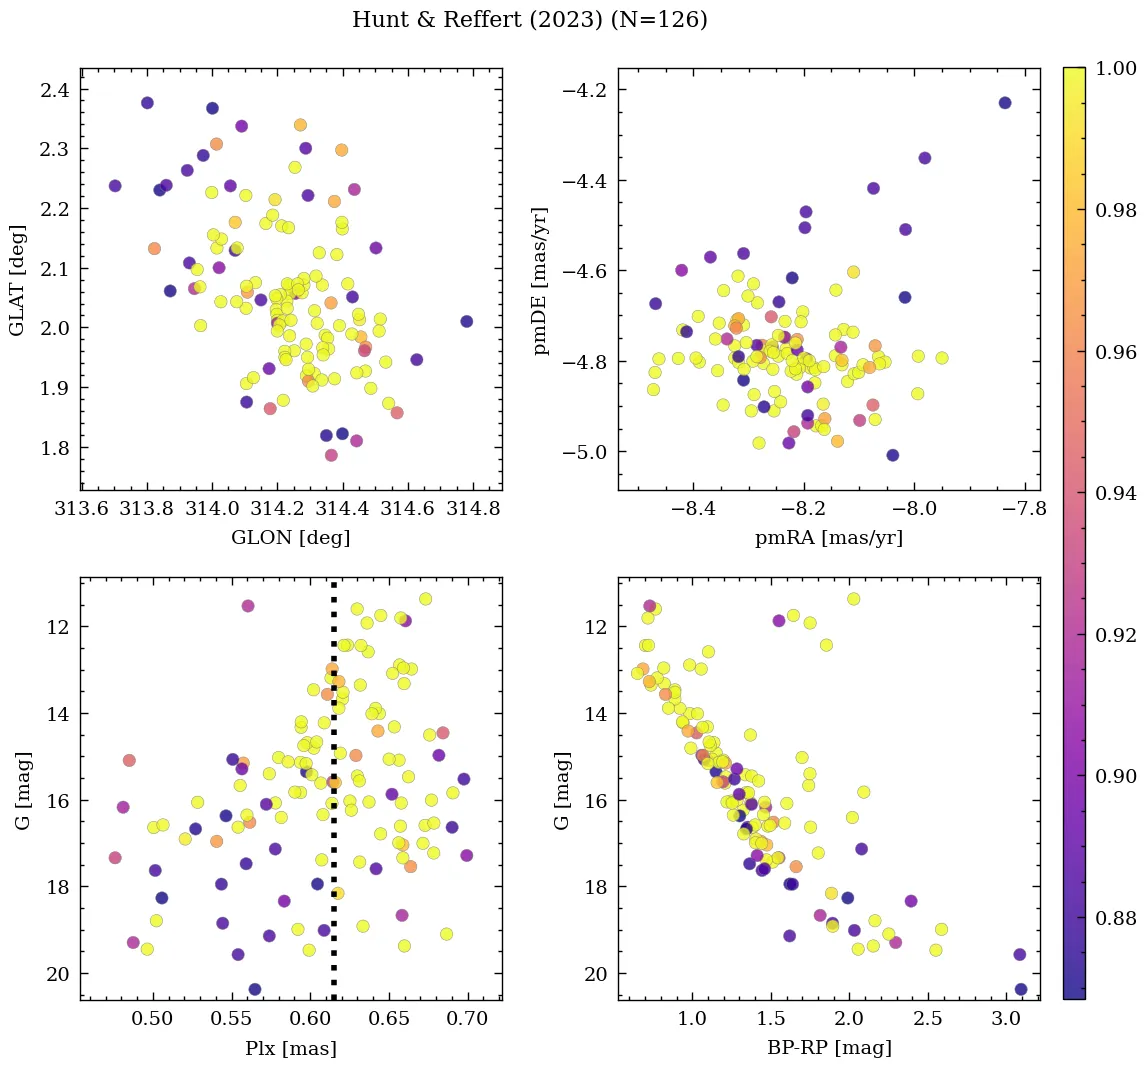 Hunt & Reffert (2023) (N=126)
2.4
2.3
2.2
2.1
2.0
1.9
1.8
GLAT [deg]
313.6 313.8 314.0 314.2 314.4 314.6 314.8
GLON [deg]
−4.2
−4.4
−4.6
−4.8
−5.0
pmDE [mas/yr]
−8.4 −8.2 −8.0 −7.8
pmRA [mas/yr]
12
14
16
18
20
G [mag]
0.50 0.55 0.60 0.65 0.70
Plx [mas]
12
14
16
18
20
G [mag]
1.0 1.5 2.0 2.5 3.0
BP-RP [mag]
1.00
0.98
0.96
0.94
0.92
0.90
0.88